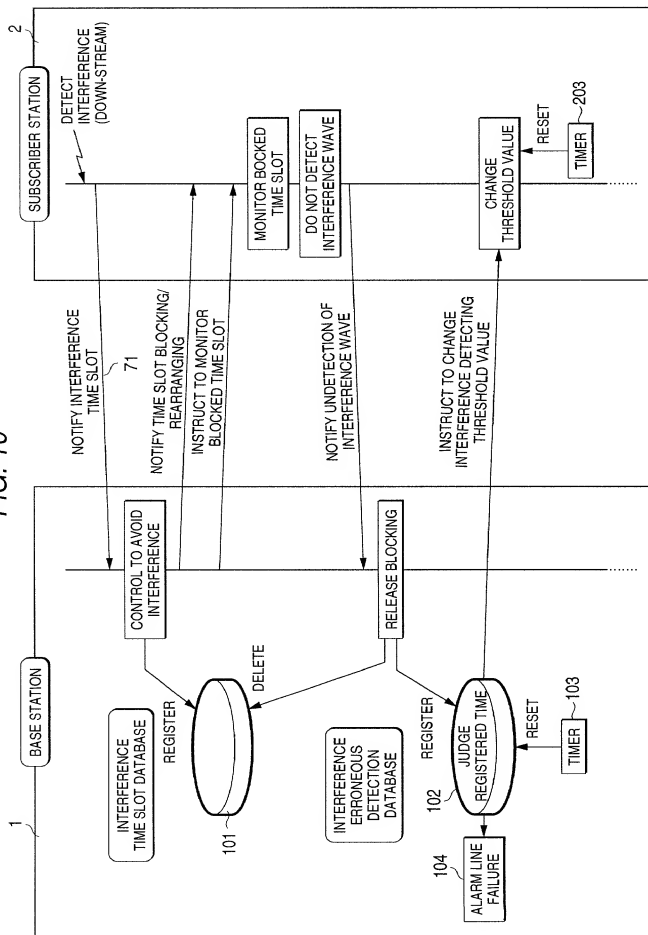 FIG. 10
1
BASE STATION
SUBSCRIBER STATION
2
DETECT
INTERFERENCE
(DOWN-STREAM)
NOTIFY INTERFERENCE
TIME SLOT
71
INTERFERENCE
TIME SLOT DATABASE
CONTROL TO AVOID
INTERFERENCE
REGISTER
101
NOTIFY TIME SLOT BLOCKING/
REARRANGING
INSTRUCT TO MONITOR
BLOCKED TIME SLOT
MONITOR BOCKED
TIME SLOT
DO NOT DETECT
INTERFERENCE WAVE
NOTIFY UNDETECTION OF
INTERFERENCE WAVE
DELETE
RELEASE BLOCKING
INTERFERENCE
ERRONEOUS
DETECTION
DATABASE
REGISTER
102
JUDGE
REGISTERED TIME
104
ALARM LINE
FAILURE
RESET
TIMER
103
INSTRUCT TO CHANGE
INTERFERENCE DETECTING
THRESHOLD VALUE
CHANGE
THRESHOLD VALUE
RESET
TIMER
203